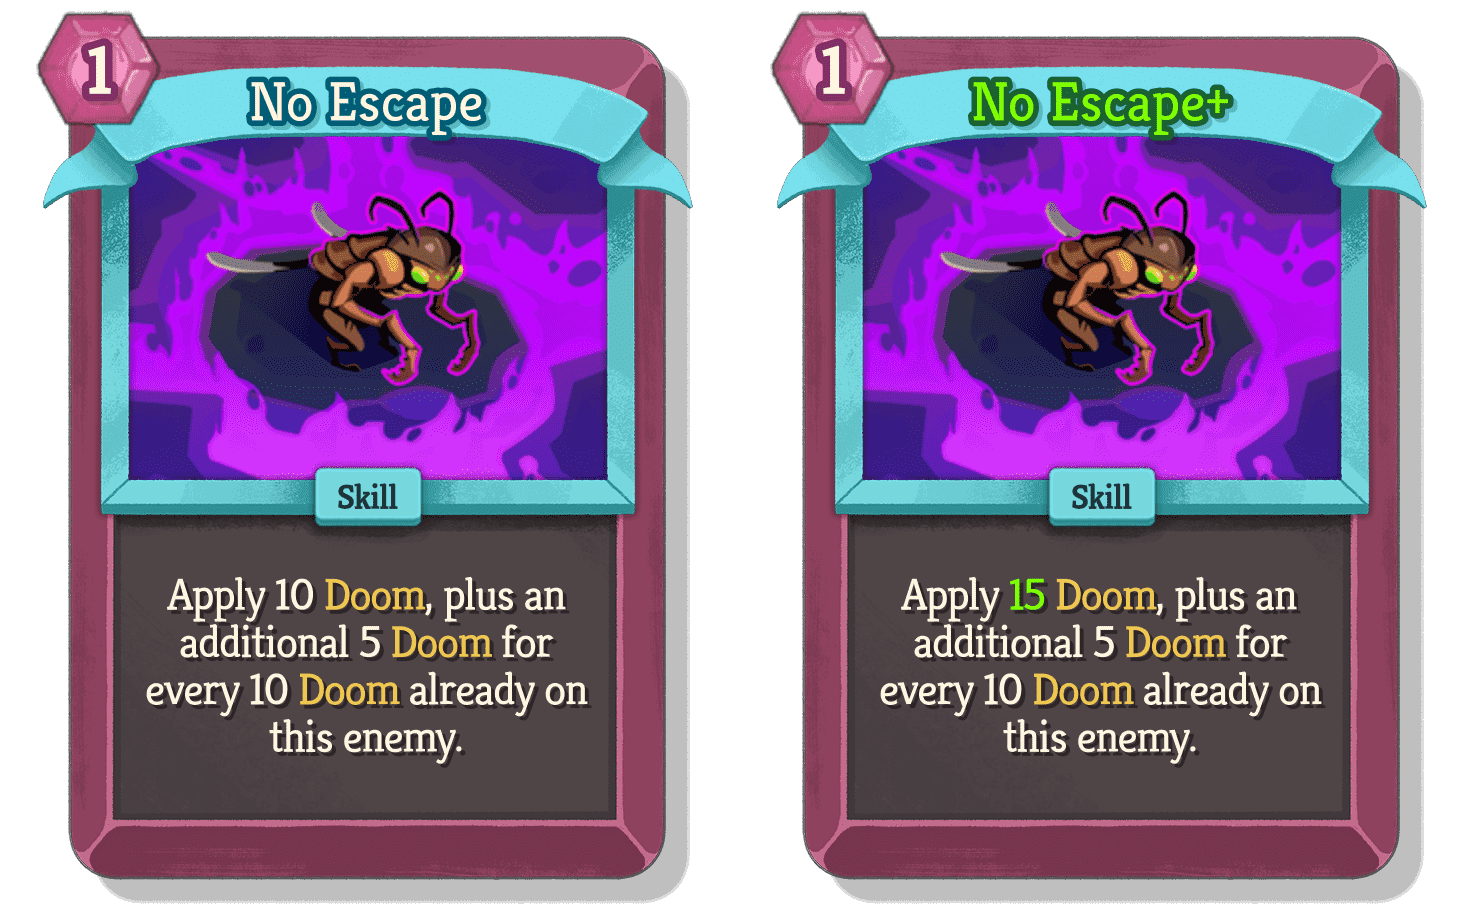 1
No Escape
Skill
Apply 10 Doom, plus an
additional 5 Doom for
every 10 Doom already on
this enemy.
1
No Escape+
Skill
Apply 15 Doom, plus an
additional 5 Doom for
every 10 Doom already on
this enemy.